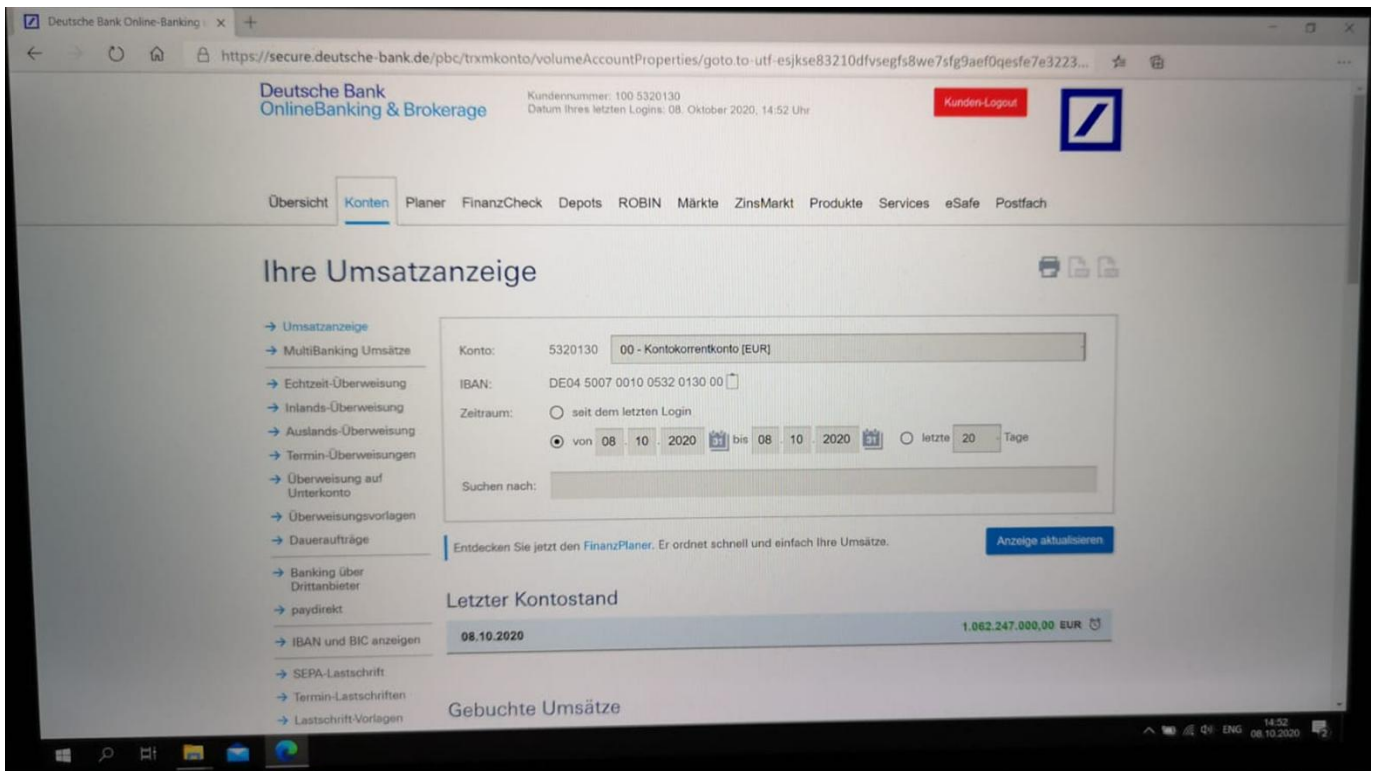 Deutsche Bank Online-Banking
https://secure.deutsche-bank.de/pbc/trxmkonto/volumeAccountProperties/goto.to-utf-esjkse83210dfvsegfs8we7sfg9aef0qesfe7e3223...
Deutsche Bank
OnlineBanking & Brokerage
Kundennummer: 100 5320130
Datum Ihres letzten Logins: 08. Oktober 2020, 14:52 Uhr
Kunden-Logout
Übersicht Konten Planer FinanzCheck Depots ROBIN Märkte ZinsMarkt Produkte Services eSafe Postfach
Ihre Umsatzanzeige
Umsatzanzeige
MultiBanking Umsätze
Echtzeit-Überweisung
Inlands-Überweisung
Auslands-Überweisung
Termin-Überweisungen
Überweisung auf
Unterkonto
Überweisungsvorlagen
Daueraufträge
Banking über
Drittanbieter
paydirekt
IBAN und BIC anzeigen
SEPA-Lastschrift
Termin-Lastschriften
Lastschrift-Vorlagen
Konto: 5320130 00 - Kontokorrentkonto [EUR]
IBAN: DE04 5007 0010 0532 0130 00
Zeitraum: seit dem letzten Login
von 08 . 10 . 2020 31 bis 08 . 10 . 2020 31 letzte 20 Tage
Suchen nach:
Entdecken Sie jetzt den FinanzPlaner. Er ordnet schnell und einfach Ihre Umsätze.
Anzeige aktualisieren
Letzter Kontostand
08.10.2020 1.062.247.000,00 EUR
Gebuchte Umsätze
ENG
14:52
08.10.2020
2